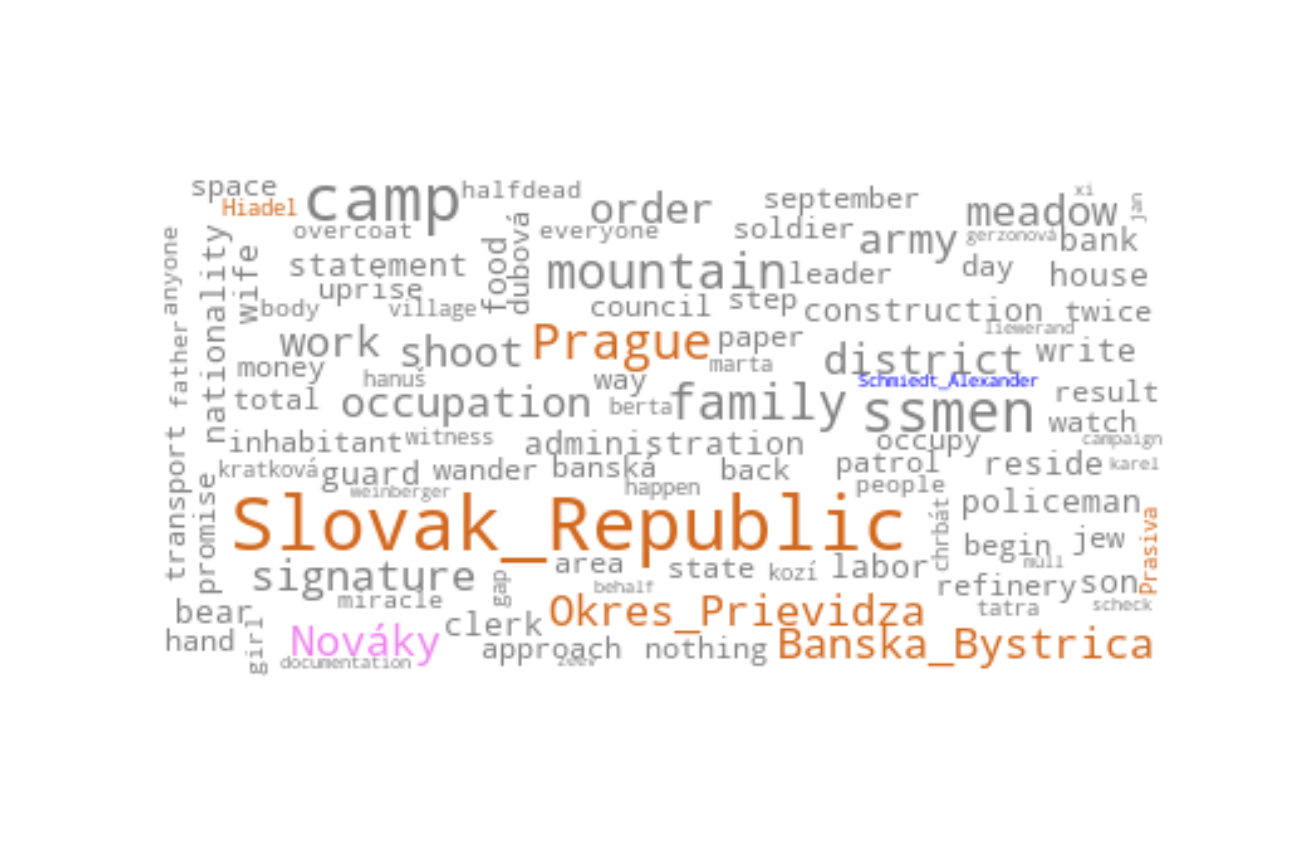 space
Hiadel
camp
halfdead
order
september
meadow
xi
jan
overcoat
everyone
soldier
army
gerzonová
bank
anyone
nationality
wife
statement
food
dubová
mountain
leader
day
house
uprise
body
village
council
step
construction
twice
liewerand
father
work
shoot
Prague
paper
marta
district
write
money
hanuš
way
Schmiedt_Alexander
result
total
occupation
berta
family
ssmen
watch
transport
inhabitant
witness
administration
occupy
campaign
kratková
guard
wander
banská
back
patrol
reside
karel
weinberger
happen
people
promise
Slovak_Republic
chrbát
policeman
Prasiva
begin
jew
müll
signature
gap
area
state
kozí
labor
refinery
son
behalf
miracle
tatra
scheck
bear
Okres_Prievidza
hand
girl
Nováky
clerk
Banska_Bystrica
approach
nothing
documentation
zeev